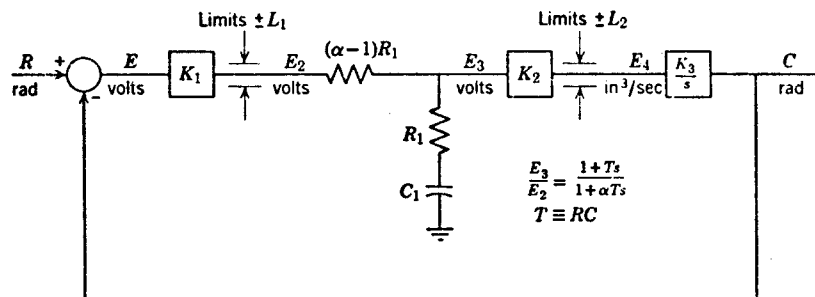 Limits ±L₁
Limits ±L₂
R
rad
+
-
E
volts
K₁
E₂
volts
(α−1)R₁
E₃
volts
K₂
E₄
in³/sec
K₃/s
C
rad
R₁
C₁
E₃/E₂ = (1 + Ts)/(1 + αTs)
T ≡ RC